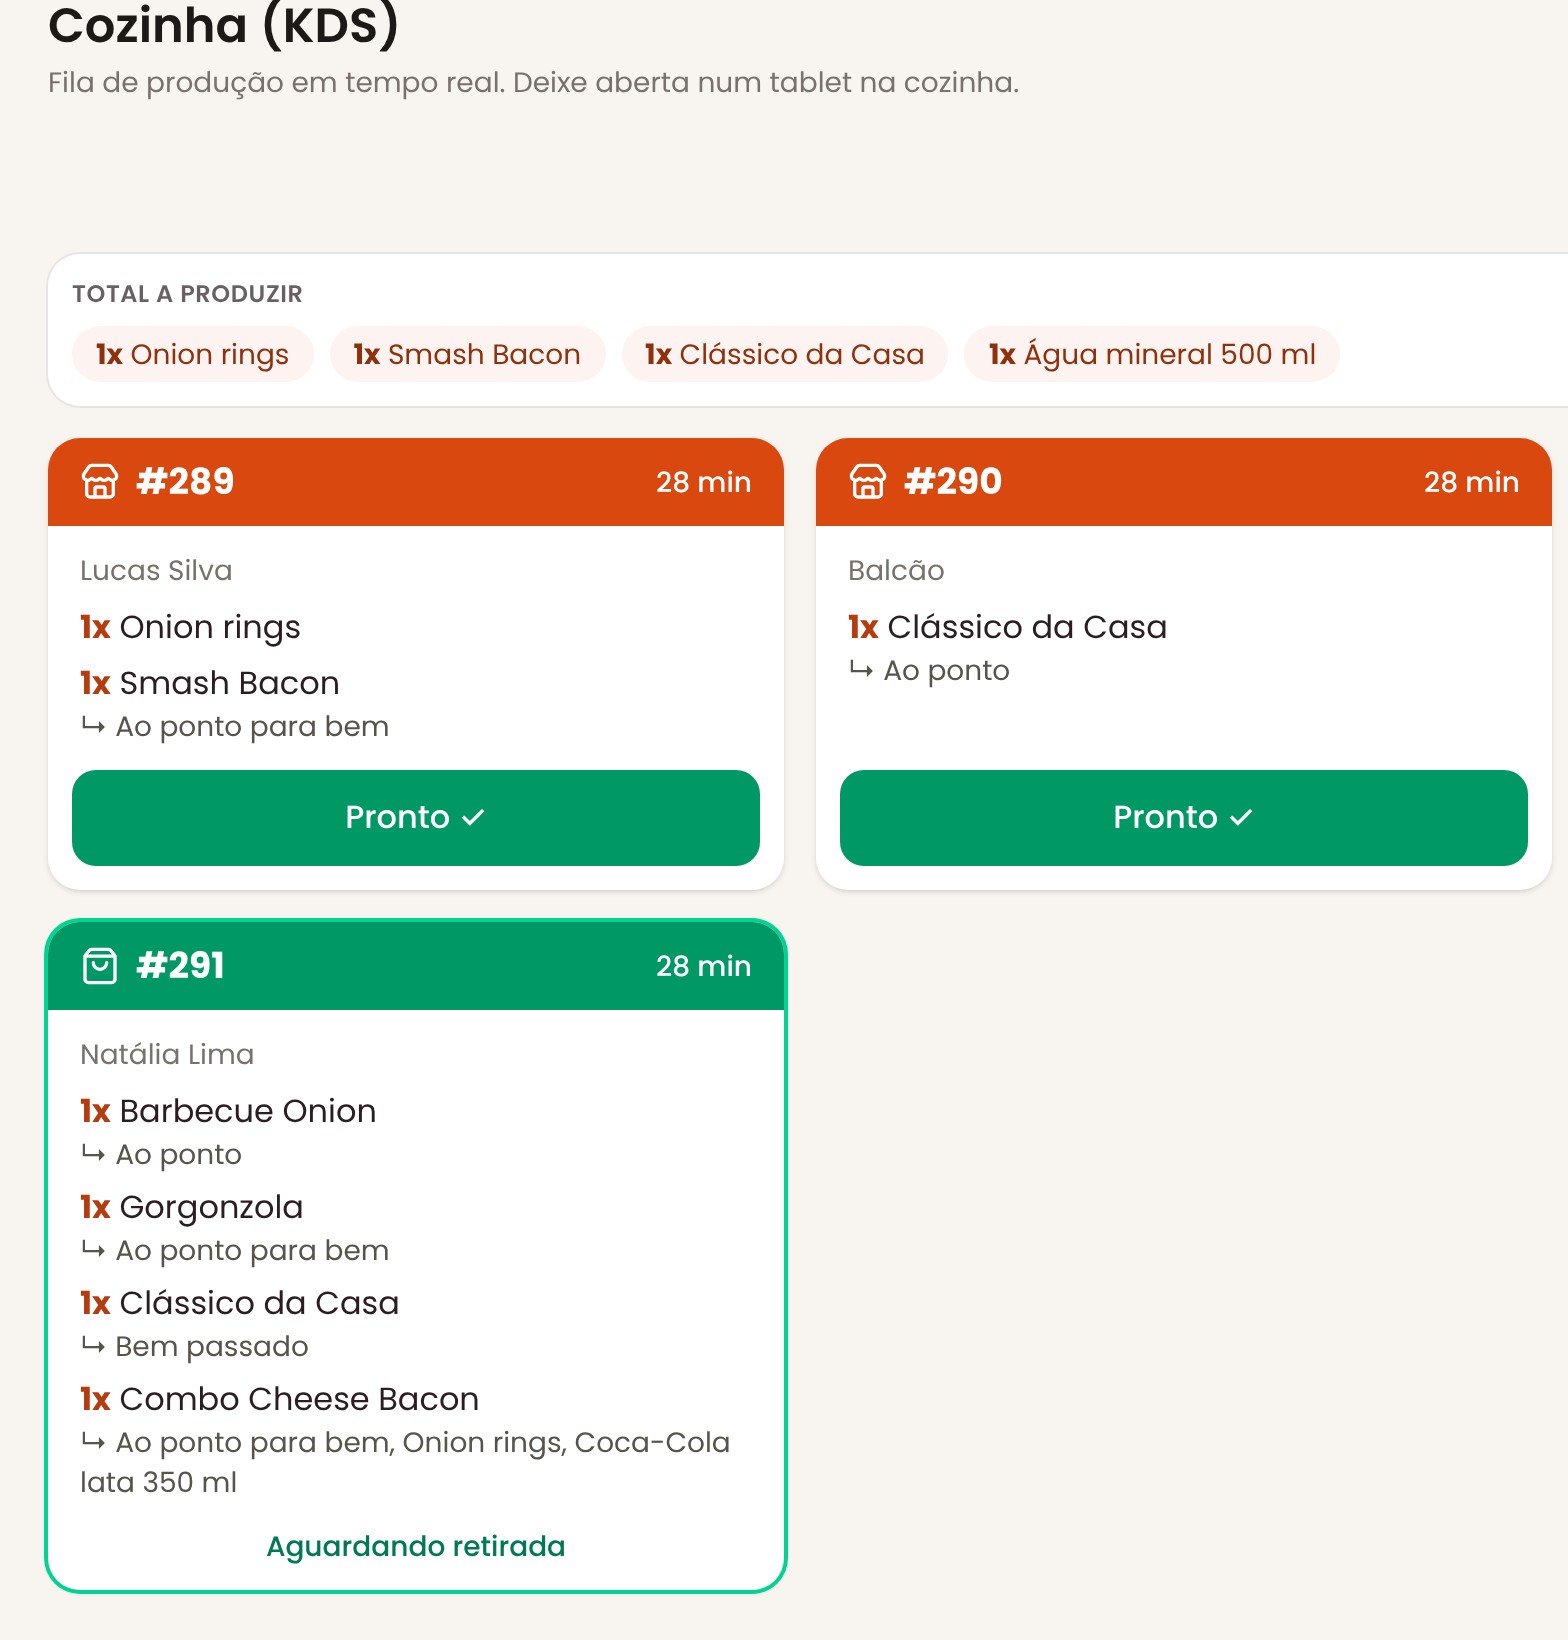 Cozinha (KDS)
Fila de produção em tempo real. Deixe aberta num tablet na cozinha.
TOTAL A PRODUZIR
1x Onion rings
1x Smash Bacon
1x Clássico da Casa
1x Água mineral 500 ml
#289
28 min
Lucas Silva
1x Onion rings
1x Smash Bacon
↳ Ao ponto para bem
Pronto ✓
#290
28 min
Balcão
1x Clássico da Casa
↳ Ao ponto
Pronto ✓
#291
28 min
Natália Lima
1x Barbecue Onion
↳ Ao ponto
1x Gorgonzola
↳ Ao ponto para bem
1x Clássico da Casa
↳ Bem passado
1x Combo Cheese Bacon
↳ Ao ponto para bem, Onion rings, Coca-Cola
lata 350 ml
Aguardando retirada